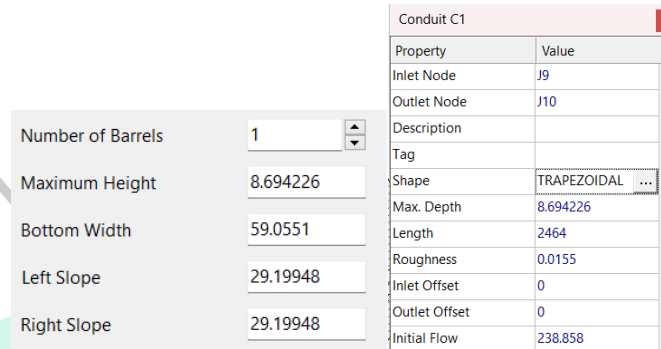 Conduit C1
Property Value
Inlet Node J9
Outlet Node J10
Description
Tag
Shape TRAPEZOIDAL ...
Max. Depth 8.694226
Length 2464
Roughness 0.0155
Inlet Offset 0
Outlet Offset 0
Initial Flow 238.858
Number of Barrels 1
Maximum Height 8.694226
Bottom Width 59.0551
Left Slope 29.19948
Right Slope 29.19948